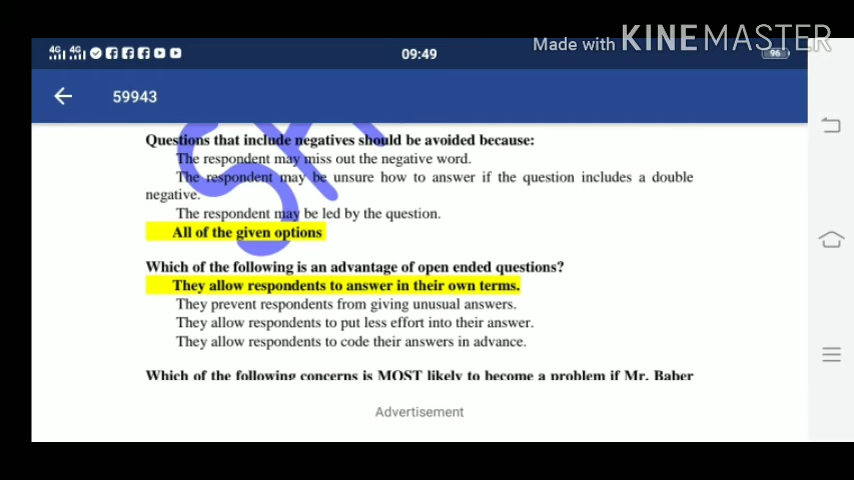 Made with KINEMASTER
4G 4G 09:49 96
59943
Questions that include negatives should be avoided because:
The respondent may miss out the negative word.
The respondent may be unsure how to answer if the question includes a double
negative.
The respondent may be led by the question.
All of the given options
Which of the following is an advantage of open ended questions?
They allow respondents to answer in their own terms.
They prevent respondents from giving unusual answers.
They allow respondents to put less effort into their answer.
They allow respondents to code their answers in advance.
Which of the following concerns is MOST likely to become a problem if Mr. Baber
Advertisement